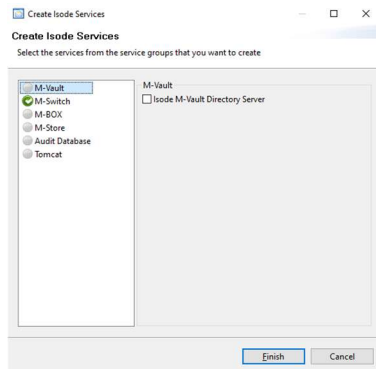 Create Isode Services
Create Isode Services
Select the services from the service groups that you want to create
M-Vault
M-Switch
M-BOX
M-Store
Audit Database
Tomcat
M-Vault
Isode M-Vault Directory Server
Finish
Cancel